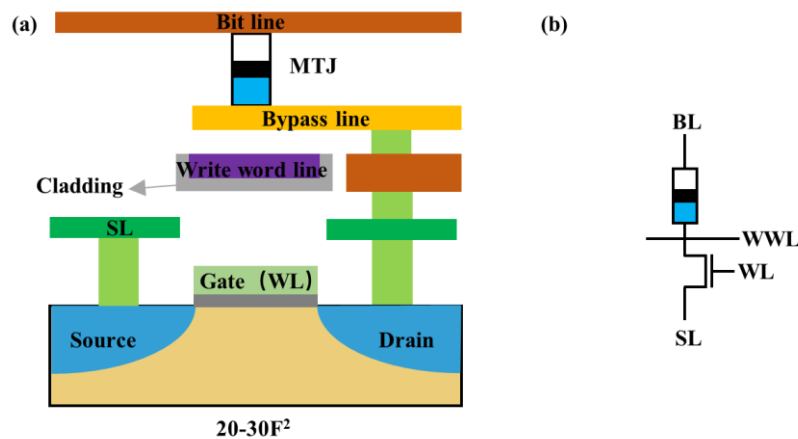 (a)
Bit line
MTJ
Bypass line
Write word line
Cladding
SL
Gate (WL)
Source
Drain
20-30F²
(b)
BL
WWL
WL
SL